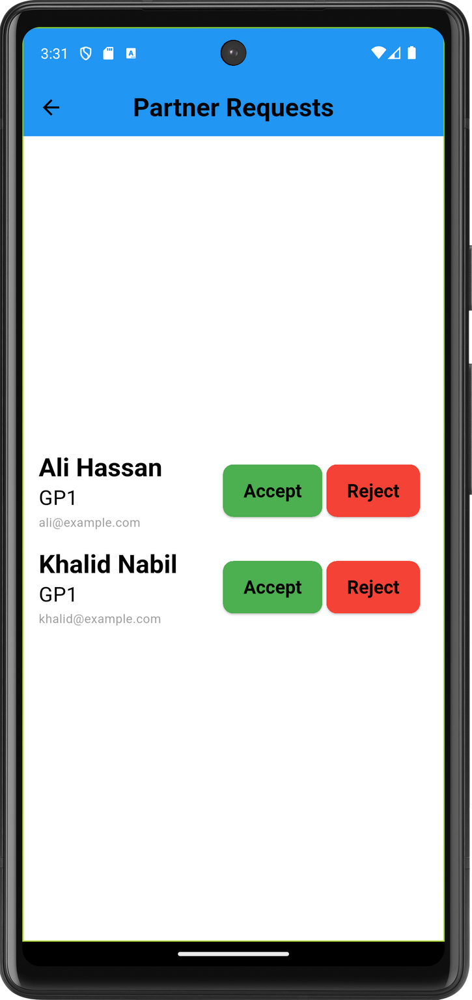 3:31
Partner Requests
Ali Hassan
GP1
ali@example.com
Accept
Reject
Khalid Nabil
GP1
khalid@example.com
Accept
Reject